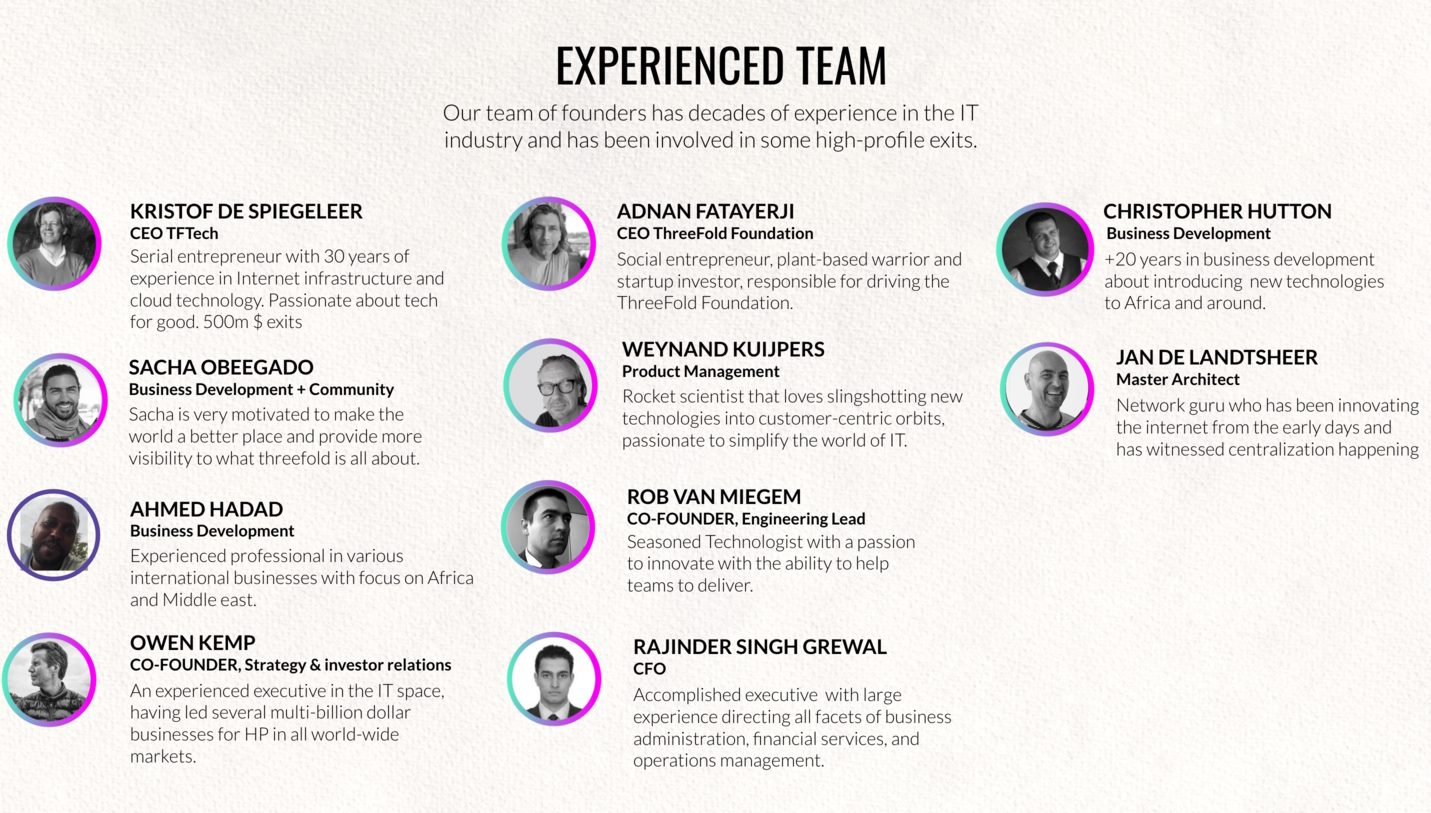 EXPERIENCED TEAM
Our team of founders has decades of experience in the IT
industry and has been involved in some high-profile exits.
KRISTOF DE SPIEGELEER
CEO TFTech
Serial entrepreneur with 30 years of
experience in Internet infrastructure and
cloud technology. Passionate about tech
for good. 500m $ exits
SACHA OBEEGADO
Business Development + Community
Sacha is very motivated to make the
world a better place and provide more
visibility to what threefold is all about.
AHMED HADAD
Business Development
Experienced professional in various
international businesses with focus on Africa
and Middle east.
OWEN KEMP
CO-FOUNDER, Strategy & investor relations
An experienced executive in the IT space,
having led several multi-billion dollar
businesses for HP in all world-wide
markets.
ADNAN FATAYERJI
CEO ThreeFold Foundation
Social entrepreneur, plant-based warrior and
startup investor, responsible for driving the
ThreeFold Foundation.
WEYNAND KUIJPERS
Product Management
Rocket scientist that loves slingshotting new
technologies into customer-centric orbits,
passionate to simplify the world of IT.
ROB VAN MIEGEM
CO-FOUNDER, Engineering Lead
Seasoned Technologist with a passion
to innovate with the ability to help
teams to deliver.
RAJINDER SINGH GREWAL
CFO
Accomplished executive  with large
experience directing all facets of business
administration, financial services, and
operations management.
CHRISTOPHER HUTTON
Business Development
+20 years in business development
about introducing  new technologies
to Africa and around.
JAN DE LANDTSHEER
Master Architect
Network guru who has been innovating
the internet from the early days and
has witnessed centralization happening